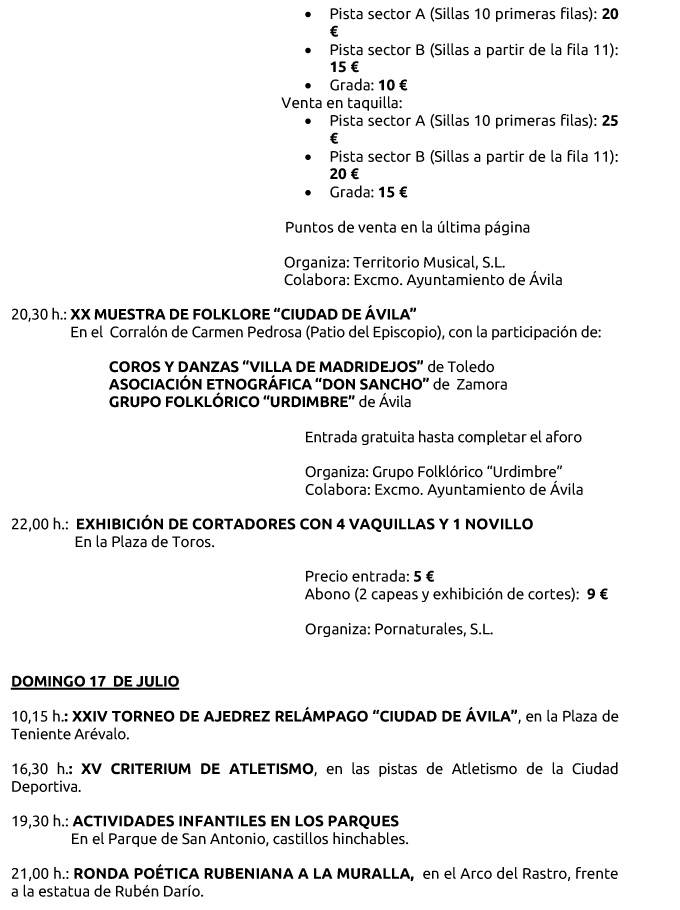 • Pista sector A (Sillas 10 primeras filas): 20
€
• Pista sector B (Sillas a partir de la fila 11):
15 €
• Grada: 10 €
Venta en taquilla:
• Pista sector A (Sillas 10 primeras filas): 25
€
• Pista sector B (Sillas a partir de la fila 11):
20 €
• Grada: 15 €
Puntos de venta en la última página
Organiza: Territorio Musical, S.L.
Colabora: Excmo. Ayuntamiento de Ávila
20,30 h.: XX MUESTRA DE FOLKLORE “CIUDAD DE ÁVILA”
En el Corralón de Carmen Pedrosa (Patio del Episcopio), con la participación de:
COROS Y DANZAS “VILLA DE MADRIDEJOS” de Toledo
ASOCIACIÓN ETNOGRÁFICA “DON SANCHO” de Zamora
GRUPO FOLKLÓRICO “URDIMBRE” de Ávila
Entrada gratuita hasta completar el aforo
Organiza: Grupo Folklórico “Urdimbre”
Colabora: Excmo. Ayuntamiento de Ávila
22,00 h.: EXHIBICIÓN DE CORTADORES CON 4 VAQUILLAS Y 1 NOVILLO
En la Plaza de Toros.
Precio entrada: 5 €
Abono (2 capeas y exhibición de cortes): 9 €
Organiza: Pornaturales, S.L.
DOMINGO 17 DE JULIO
10,15 h.: XXIV TORNEO DE AJEDREZ RELÁMPAGO “CIUDAD DE ÁVILA”, en la Plaza de
Teniente Arévalo.
16,30 h.: XV CRITERIUM DE ATLETISMO, en las pistas de Atletismo de la Ciudad
Deportiva.
19,30 h.: ACTIVIDADES INFANTILES EN LOS PARQUES
En el Parque de San Antonio, castillos hinchables.
21,00 h.: RONDA POÉTICA RUBENIANA A LA MURALLA, en el Arco del Rastro, frente
a la estatua de Rubén Darío.